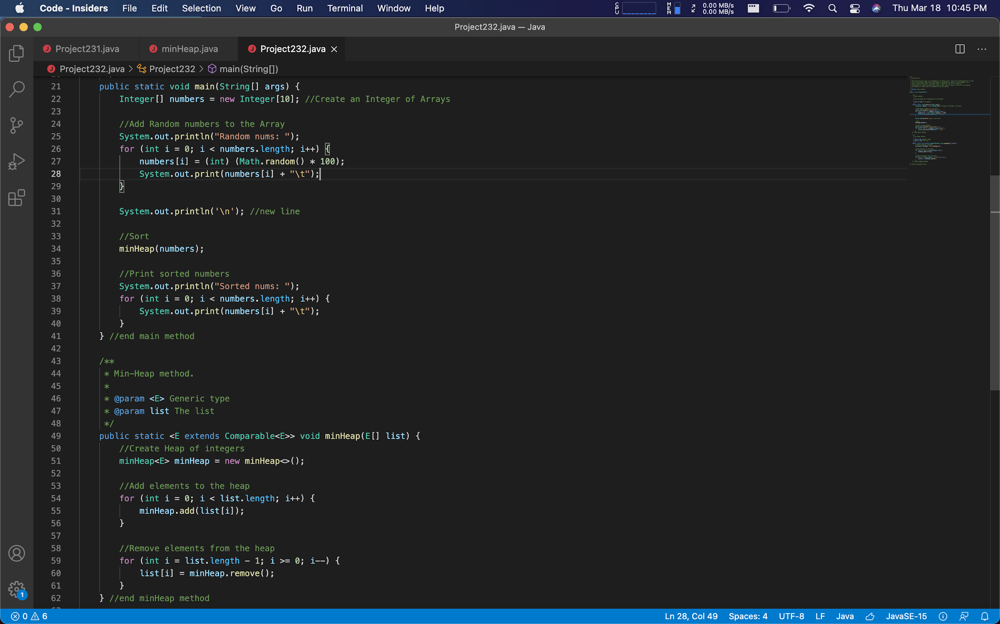 Code - Insiders File Edit Selection View Go Run Terminal Window Help CPU MEM 0.00 MB/s 0.00 MB/s Thu Mar 18 10:45 PM
Project232.java — Java
Project231.java minHeap.java Project232.java
Project232.java > Project232 > main(String[])
21 public static void main(String[] args) {
22 Integer[] numbers = new Integer[10]; //Create an Integer of Arrays
23
24 //Add Random numbers to the Array
25 System.out.println("Random nums: ");
26 for (int i = 0; i < numbers.length; i++) {
27 numbers[i] = (int) (Math.random() * 100);
28 System.out.print(numbers[i] + "\t");
29 }
30
31 System.out.println('\n'); //new line
32
33 //Sort
34 minHeap(numbers);
35
36 //Print sorted numbers
37 System.out.println("Sorted nums: ");
38 for (int i = 0; i < numbers.length; i++) {
39 System.out.print(numbers[i] + "\t");
40 }
41 } //end main method
42
43 /**
44 * Min-Heap method.
45 *
46 * @param <E> Generic type
47 * @param list The list
48 */
49 public static <E extends Comparable<E>> void minHeap(E[] list) {
50 //Create Heap of integers
51 minHeap<E> minHeap = new minHeap<>();
52
53 //Add elements to the heap
54 for (int i = 0; i < list.length; i++) {
55 minHeap.add(list[i]);
56 }
57
58 //Remove elements from the heap
59 for (int i = list.length - 1; i >= 0; i--) {
60 list[i] = minHeap.remove();
61 }
62 } //end minHeap method
1
0 6 Ln 28, Col 49 Spaces: 4 UTF-8 LF Java JavaSE-15